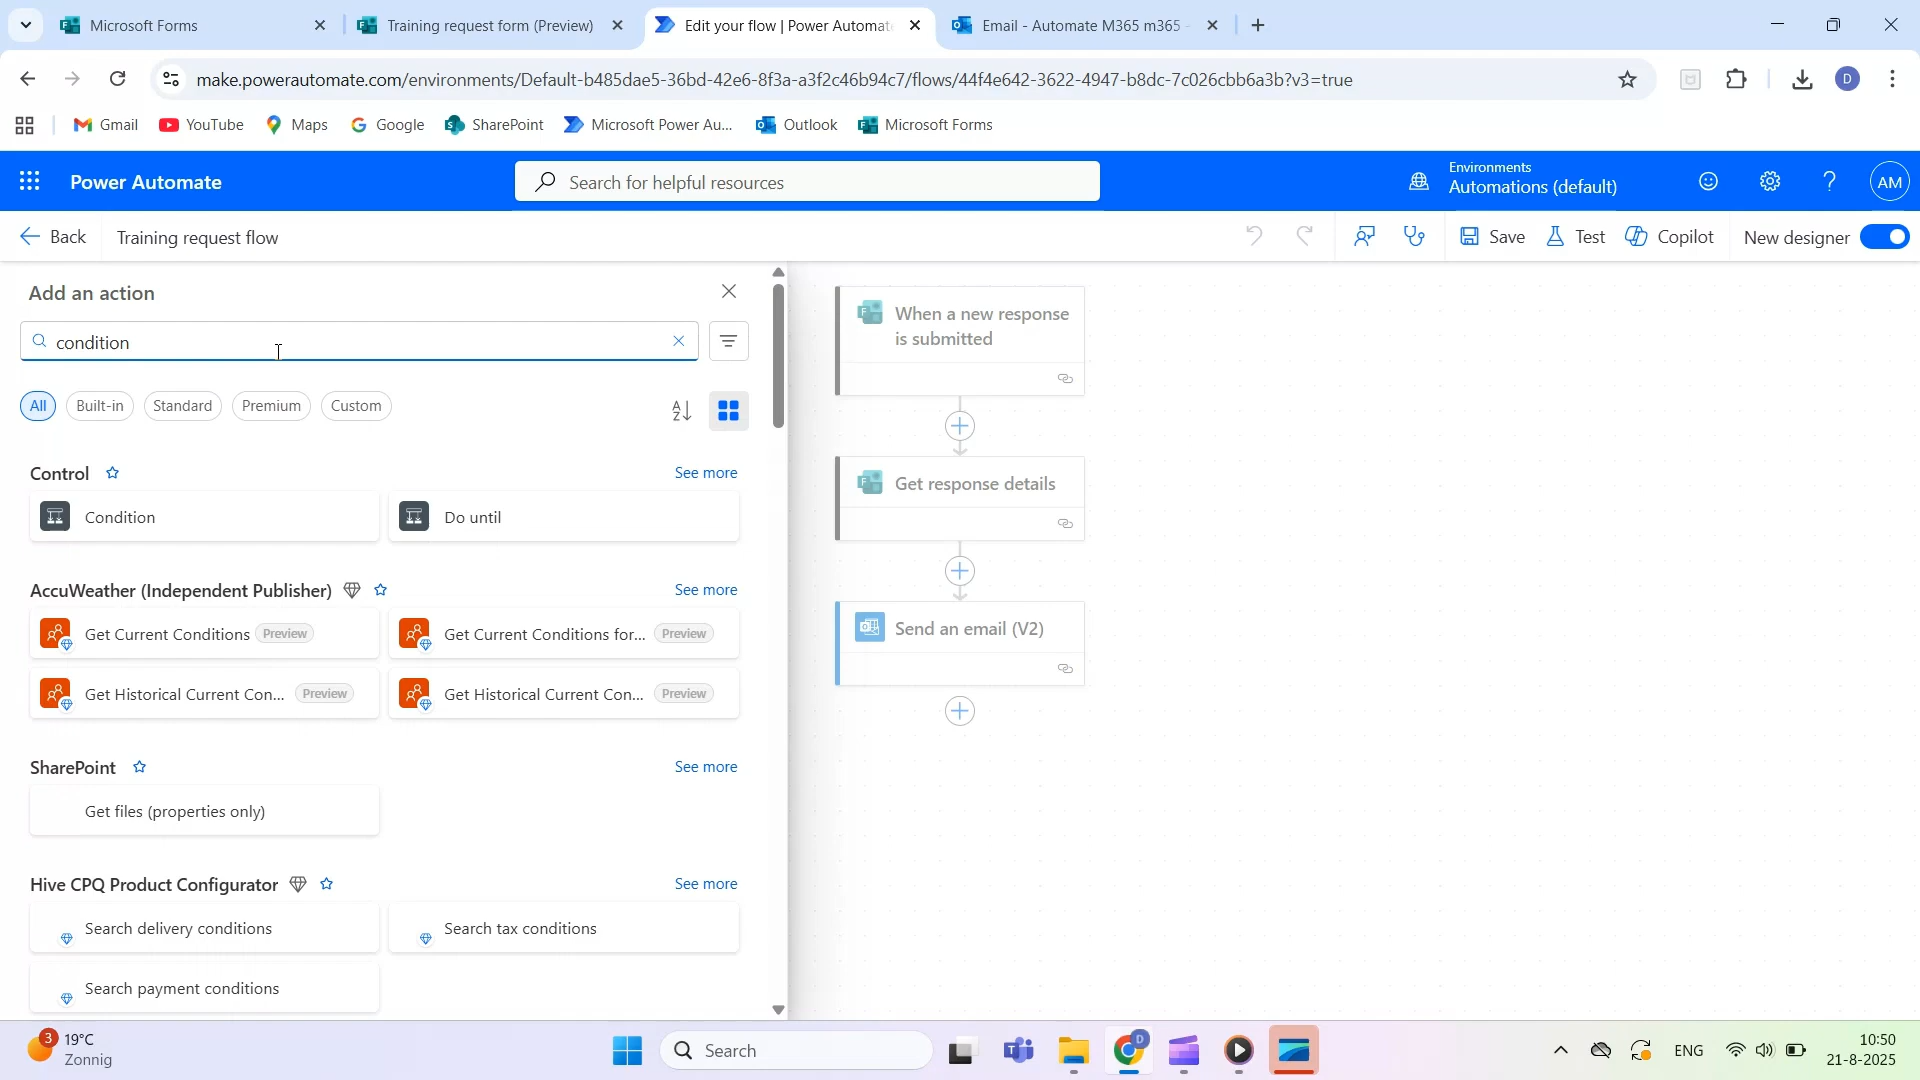 Microsoft Forms
Training request form (Preview)
Edit your flow | Power Automate
Email - Automate M365 m365 -
make.powerautomate.com/environments/Default-b485dae5-36bd-42e6-8f3a-a3f2c46b94c7/flows/44f4e642-3622-4947-b8dc-7c026cbb6a3b?v3=true
D
Gmail
YouTube
Maps
Google
SharePoint
Microsoft Power Au...
Outlook
Microsoft Forms
Power Automate
Search for helpful resources
Environments
Automations (default)
AM
Back
Training request flow
Save
Test
Copilot
New designer
Add an action
condition
All
Built-in
Standard
Premium
Custom
Control
See more
Condition
Do until
AccuWeather (Independent Publisher)
See more
Get Current Conditions Preview
Get Current Conditions for... Preview
Get Historical Current Con... Preview
Get Historical Current Con... Preview
SharePoint
See more
Get files (properties only)
Hive CPQ Product Configurator
See more
Search delivery conditions
Search tax conditions
Search payment conditions
When a new response
is submitted
Get response details
Send an email (V2)
3
19°C
Zonnig
Search
D
ENG
10:50
21-8-2025